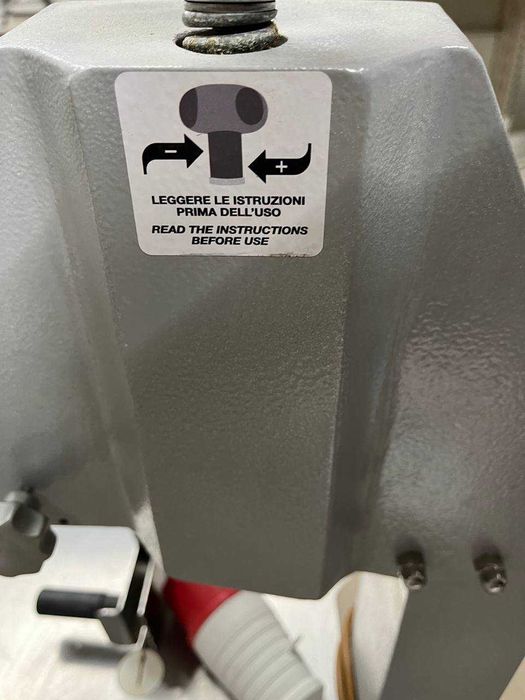 -
+
LEGGERE LE ISTRUZIONI
PRIMA DELL'USO
READ THE INSTRUCTIONS
BEFORE USE